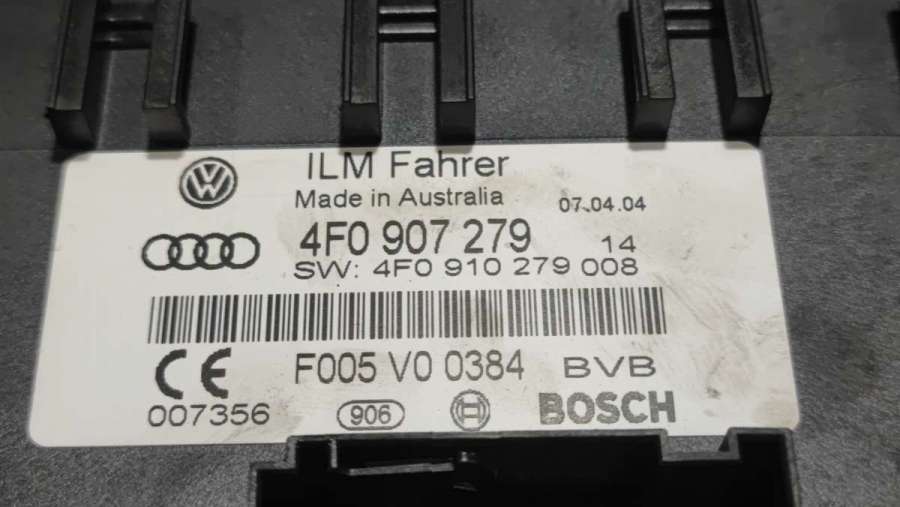 ILM Fahrer
Made in Australia 07.04.04
4F0 907 279 14
SW: 4F0 910 279 008
F005 V0 0384 BVB
CE
007356 906 BOSCH